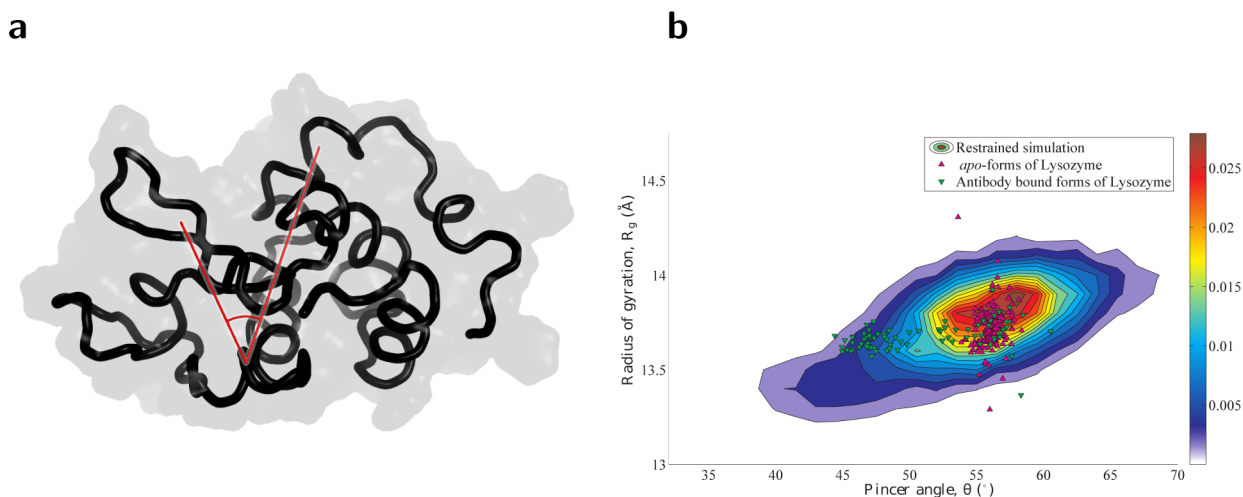 a
b
Restrained simulation
apo-forms of Lysozyme
Antibody bound forms of Lysozyme
Radius of gyration, R_g (Å)
14.5
14
13.5
13
35
40
45
50
55
60
65
70
Pincer angle, θ (°)
0.025
0.02
0.015
0.01
0.005